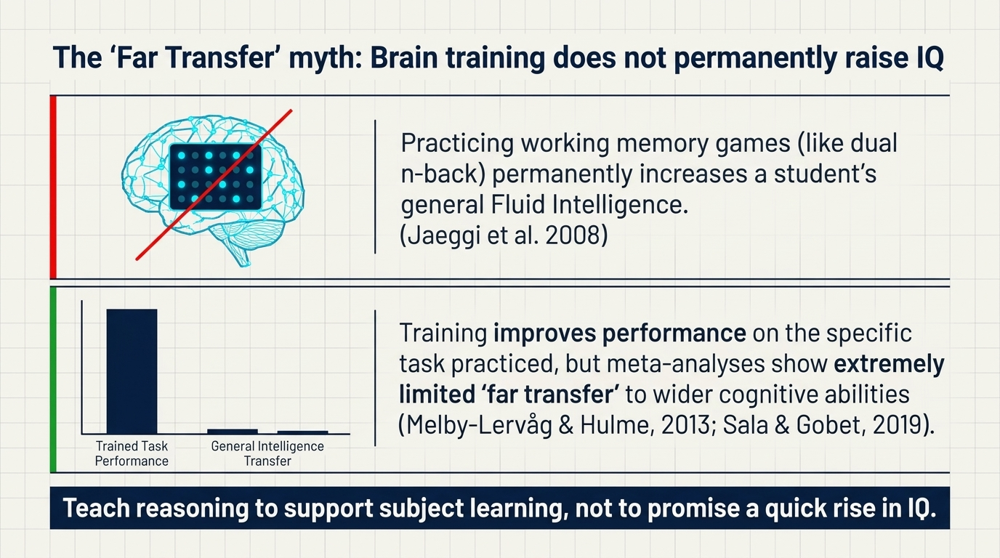 The ‘Far Transfer’ myth: Brain training does not permanently raise IQ
Practicing working memory games (like dual
n-back) permanently increases a student’s
general Fluid Intelligence.
(Jaeggi et al. 2008)
Training improves performance on the specific
task practiced, but meta-analyses show extremely
limited ‘far transfer’ to wider cognitive abilities
(Melby-Lervåg & Hulme, 2013; Sala & Gobet, 2019).
Trained Task
Performance
General Intelligence
Transfer
Teach reasoning to support subject learning, not to promise a quick rise in IQ.